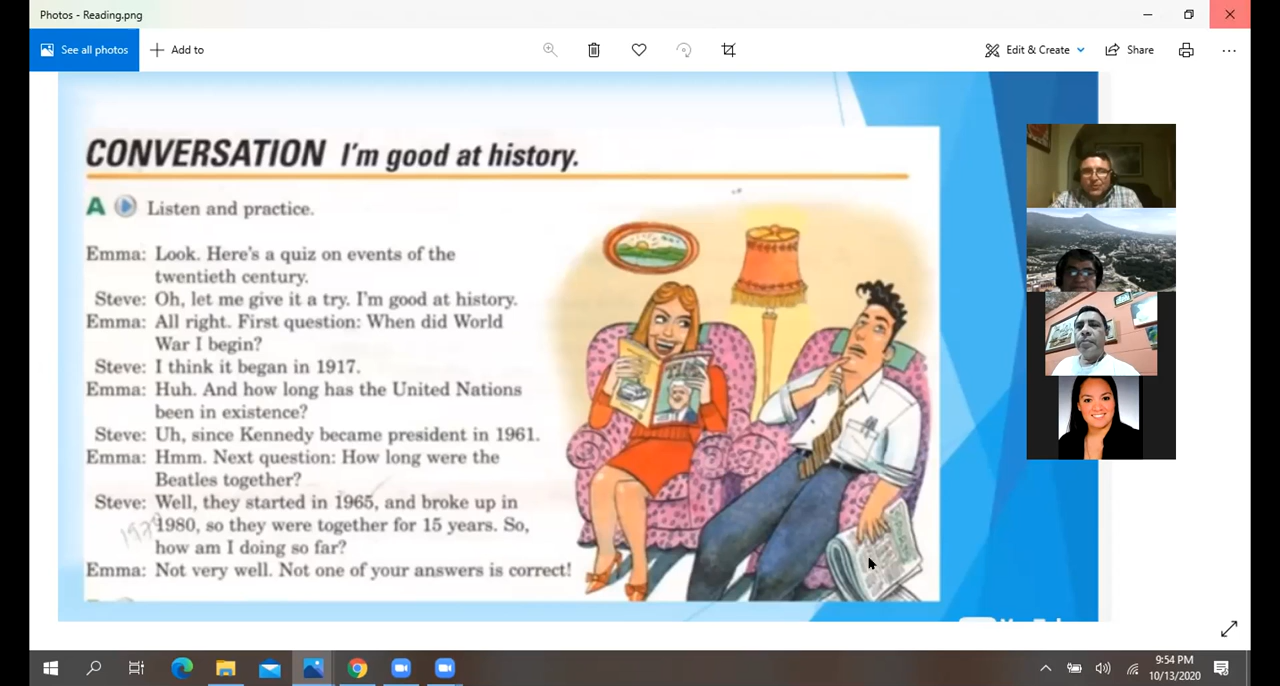 Photos - Reading.png
See all photos
Add to
Edit & Create
Share
CONVERSATION I'm good at history.
A Listen and practice.
Emma: Look. Here's a quiz on events of the
twentieth century.
Steve: Oh, let me give it a try. I'm good at history.
Emma: All right. First question: When did World
War I begin?
Steve: I think it began in 1917.
Emma: Huh. And how long has the United Nations
been in existence?
Steve: Uh, since Kennedy became president in 1961.
Emma: Hmm. Next question: How long were the
Beatles together?
Steve: Well, they started in 1965, and broke up in
1980, so they were together for 15 years. So,
how am I doing so far?
Emma: Not very well. Not one of your answers is correct!
9:54 PM
10/13/2020